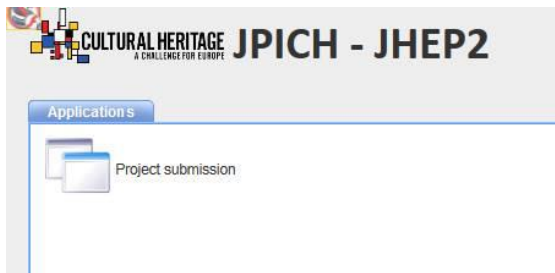 CULTURAL HERITAGE
A CHALLENGE FOR EUROPE
JPICH - JHEP2
Applications
Project submission